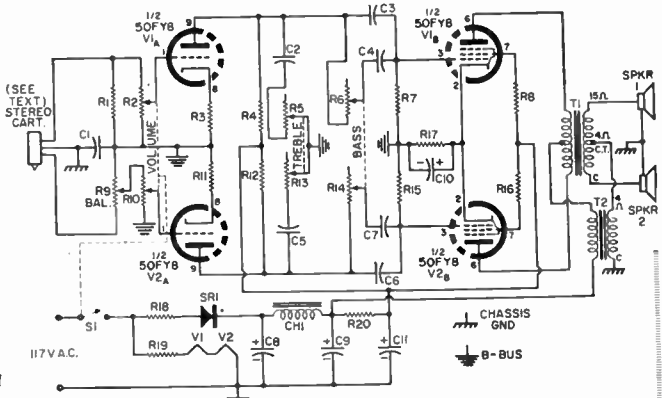 1/2
50FY8
V1A
9
1
8
(SEE
TEXT)
STEREO
CART.
C1
R1
R2
VOLUME
R3
R4
C2
R5
TREBLE
C3
R6
C4
BASS
R7
3
1/2
50FY8
V1B
6
7
2
R8
T1
15Ω
4Ω
C.T.
C
SPKR
1
R9
BAL.
R10
R11
R12
R13
R14
R15
R17
C10
R16
SPKR
2
T2
4
Ω
C
8
1/2
50FY8
V2A
9
C5
C7
C6
3
2
7
6
1/2
50FY8
V2B
S1
R18
SR1
CH1
R20
117V A.C.
R19
V1
V2
C8
C9
C11
CHASSIS
GND
B-BUS